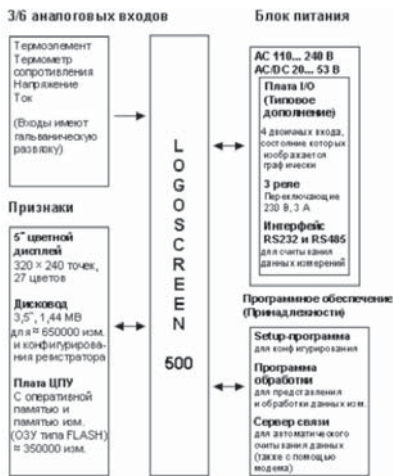 3/6 аналоговых входов
Термоэлемент
Термометр
сопротивления
Напряжение
Ток
(Входы имеют
гальваническую
развязку)
Признаки
5" цветной
дисплей
320 × 240 точек,
27 цветов
Дисковод
3,5", 1,44 MB
для ≈ 650000 изм.
и конфигурирова-
ния регистратора
Плата ЦПУ
С оперативной
памятью и
памятью изм.
(ОЗУ типа FLASH)
≈ 350000 изм.
LOGOSCREEN
500
Блок питания
AC 110... 240 В
AC/DC 20... 53 В
Плата I/O
(Типовое
дополнение)
4 двоичных входа,
состояние которых
изображается
графически
3 реле
Переключающие
230 В, 3 А
Интерфейс
RS232 и RS485
для считывания
данных измерений
Программное обеспечение
(Принадлежности)
Setup-программа
для конфигурирования
Программа
обработки
для представления
и обработки данных изм.
Сервер связи
для автоматического
считывания данных
(также с помощью
модема)